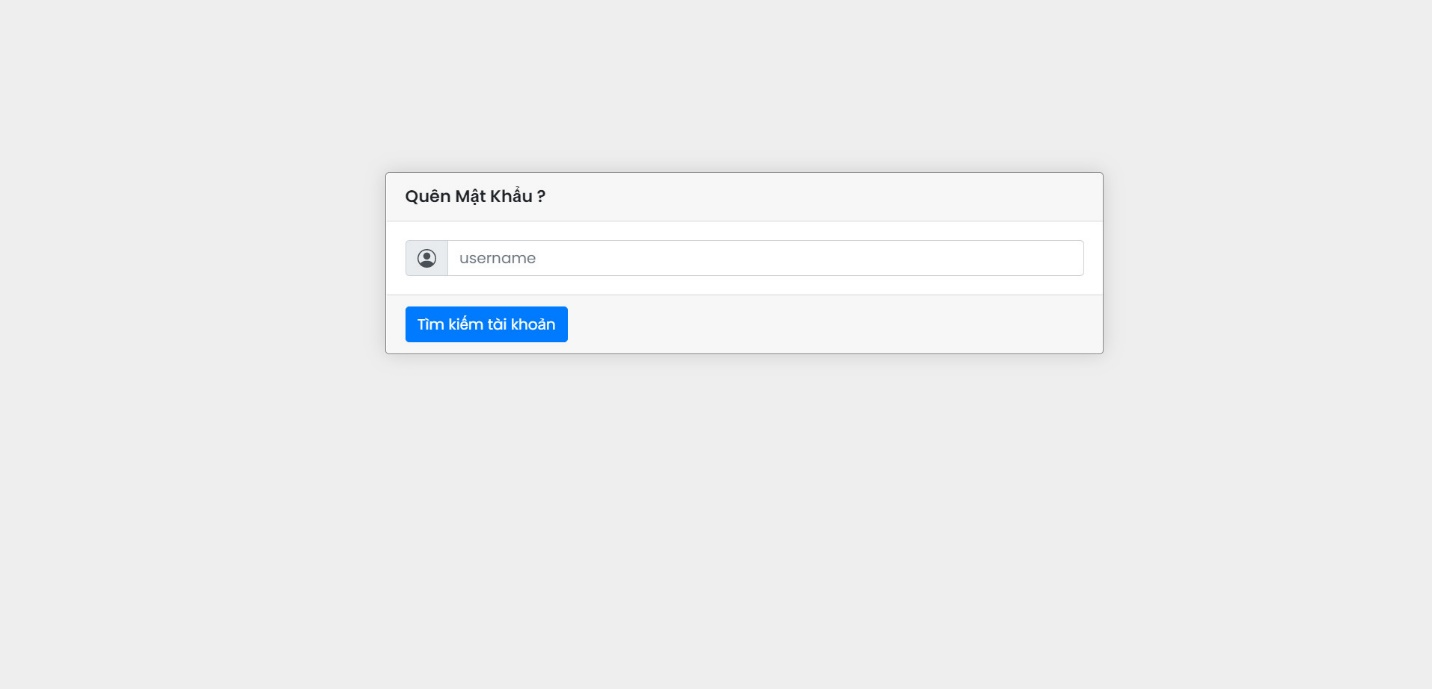 Quên Mật Khẩu ?
username
Tìm kiếm tài khoản